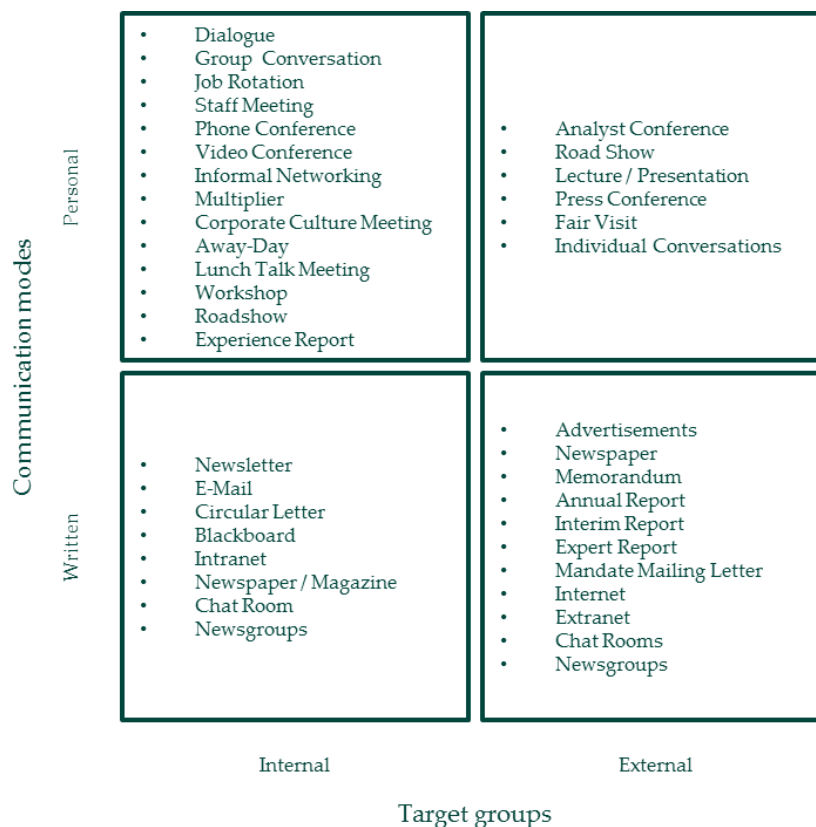 Communication modes
Personal
• Dialogue
• Group Conversation
• Job Rotation
• Staff Meeting
• Phone Conference
• Video Conference
• Informal Networking
• Multiplier
• Corporate Culture Meeting
• Away-Day
• Lunch Talk Meeting
• Workshop
• Roadshow
• Experience Report
• Analyst Conference
• Road Show
• Lecture / Presentation
• Press Conference
• Fair Visit
• Individual Conversations
Written
• Newsletter
• E-Mail
• Circular Letter
• Blackboard
• Intranet
• Newspaper / Magazine
• Chat Room
• Newsgroups
• Advertisements
• Newspaper
• Memorandum
• Annual Report
• Interim Report
• Expert Report
• Mandate Mailing Letter
• Internet
• Extranet
• Chat Rooms
• Newsgroups
Internal
External
Target groups